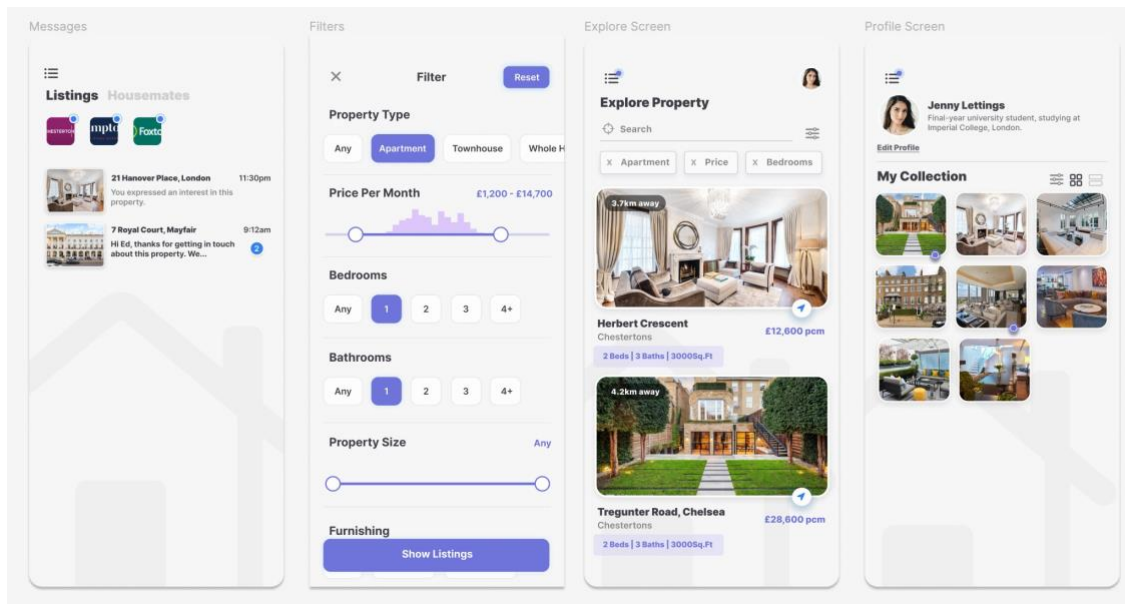 Messages
Listings Housemates
HESTERTON
mpto
Foxto
21 Hanover Place, London 11:30pm
You expressed an interest in this
property.
7 Royal Court, Mayfair 9:12am
Hi Ed, thanks for getting in touch
about this property. We... 2
Filters
Filter Reset
Property Type
Any Apartment Townhouse Whole H
Price Per Month £1,200 - £14,700
Bedrooms
Any 1 2 3 4+
Bathrooms
Any 1 2 3 4+
Property Size Any
Furnishing
Show Listings
Explore Screen
Explore Property
Search
X Apartment X Price X Bedrooms
3.7km away
Herbert Crescent
Chestertons
£12,600 pcm
2 Beds | 3 Baths | 3000Sq.Ft
4.2km away
Tregunter Road, Chelsea
Chestertons
£28,600 pcm
2 Beds | 3 Baths | 3000Sq.Ft
Profile Screen
Jenny Lettings
Final-year university student, studying at
Imperial College, London.
Edit Profile
My Collection